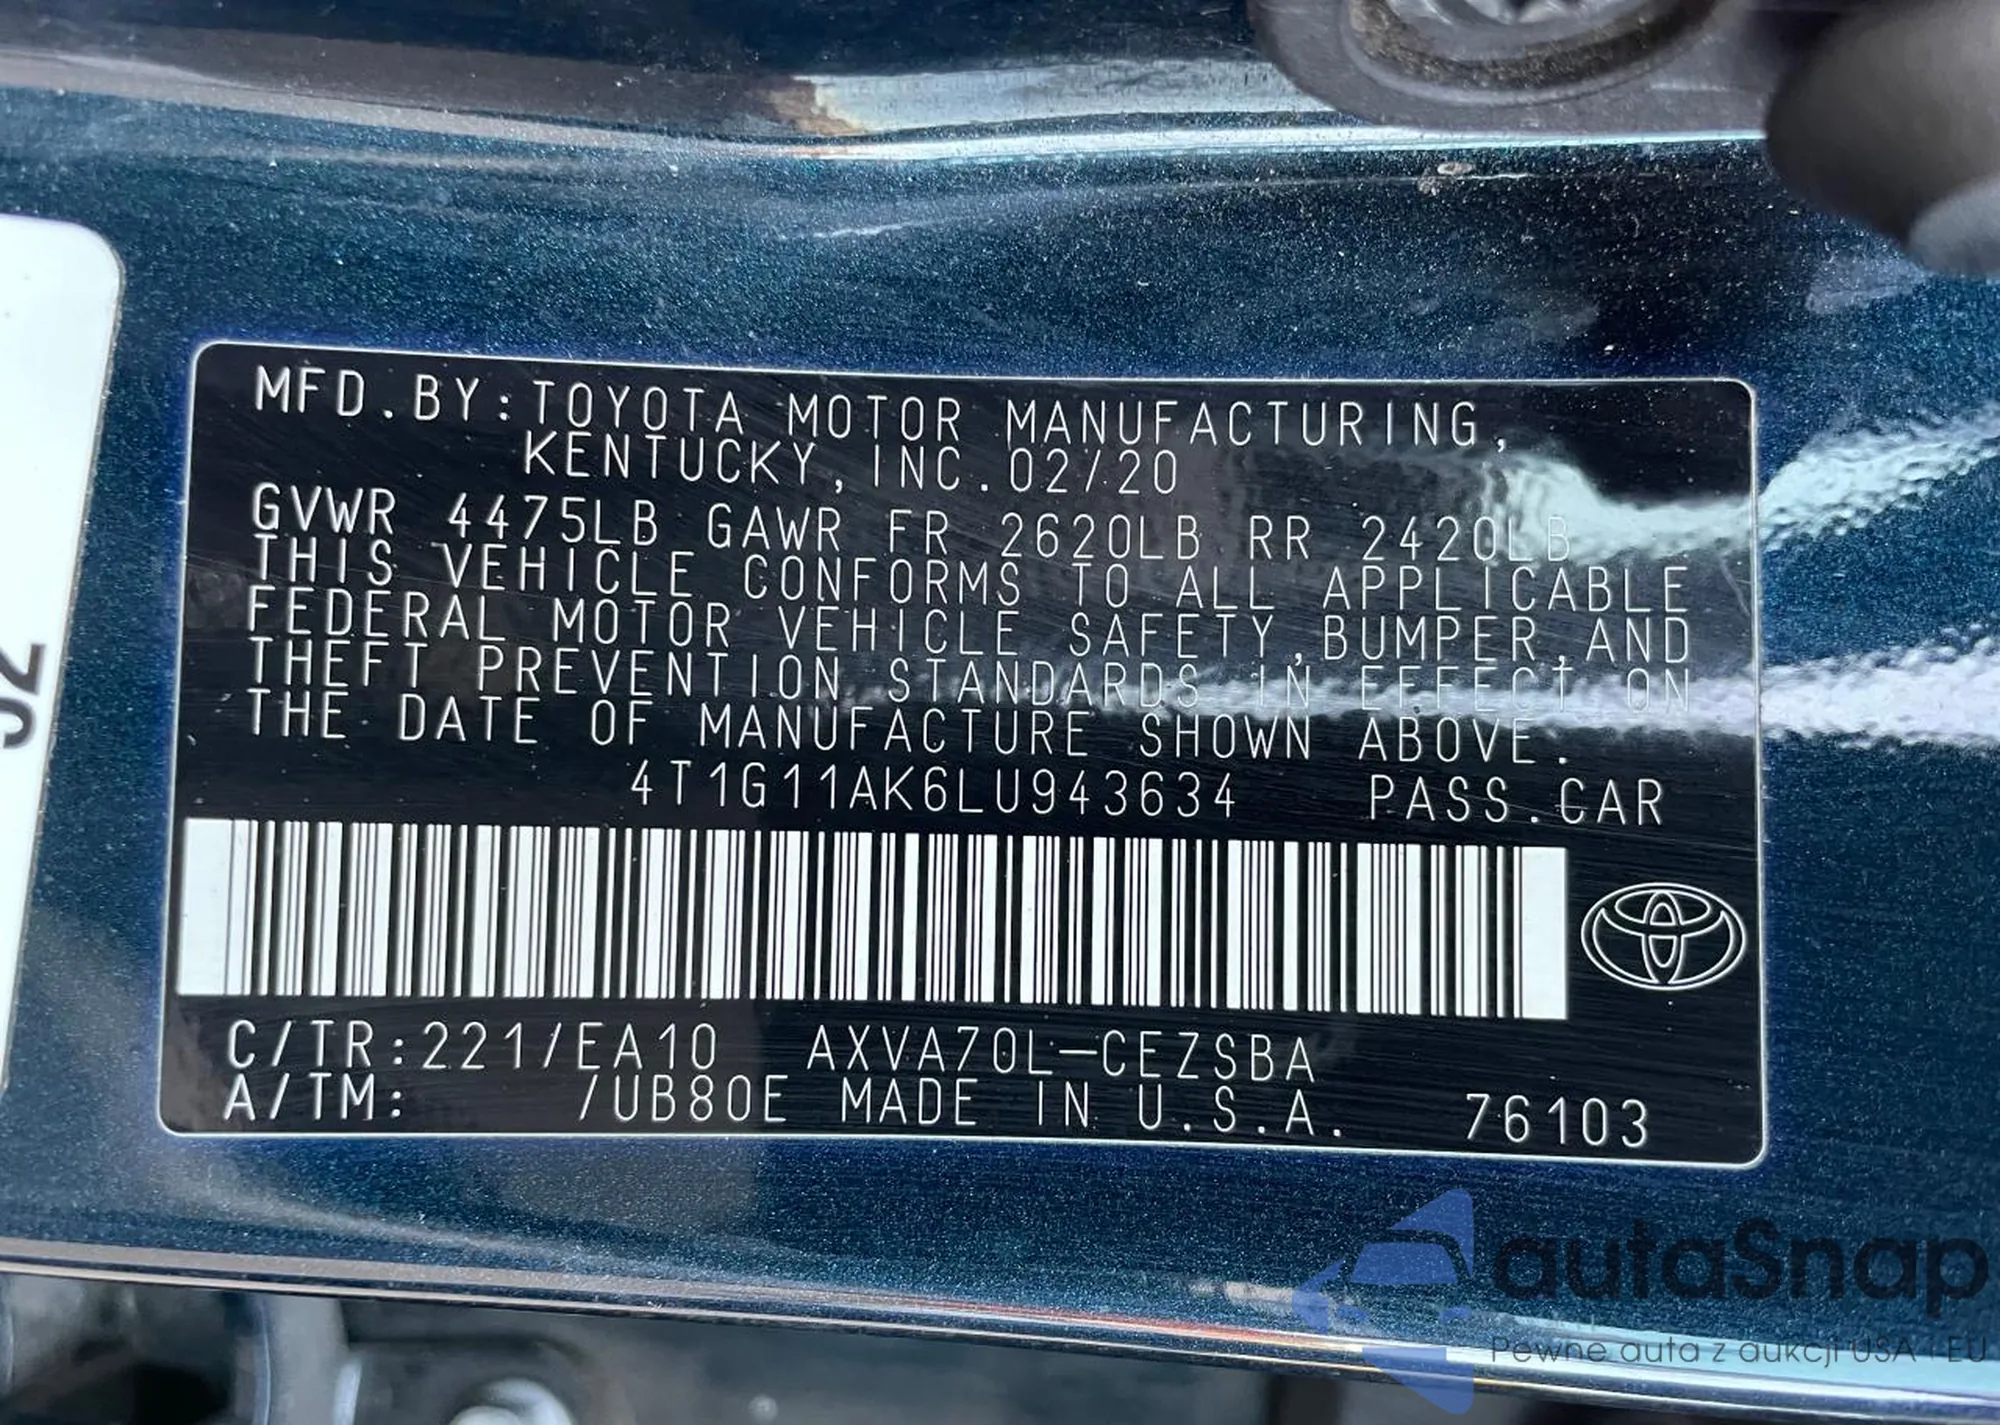 MFD.BY:TOYOTA MOTOR MANUFACTURING,
KENTUCKY,INC.02/20
GVWR 4475LB GAWR FR 2620LB RR 2420LB
THIS VEHICLE CONFORMS TO ALL APPLICABLE
FEDERAL MOTOR VEHICLE SAFETY,BUMPER,AND
THEFT PREVENTION STANDARDS IN EFFECT ON
THE DATE OF MANUFACTURE SHOWN ABOVE.
4T1G11AK6LU943634 PASS.CAR
C/TR:221/EA10 AXVA70L-CEZSBA
A/TM: /UB80E MADE IN U.S.A. 76103
autaSnap
Pewne auta z aukcji USA i EU